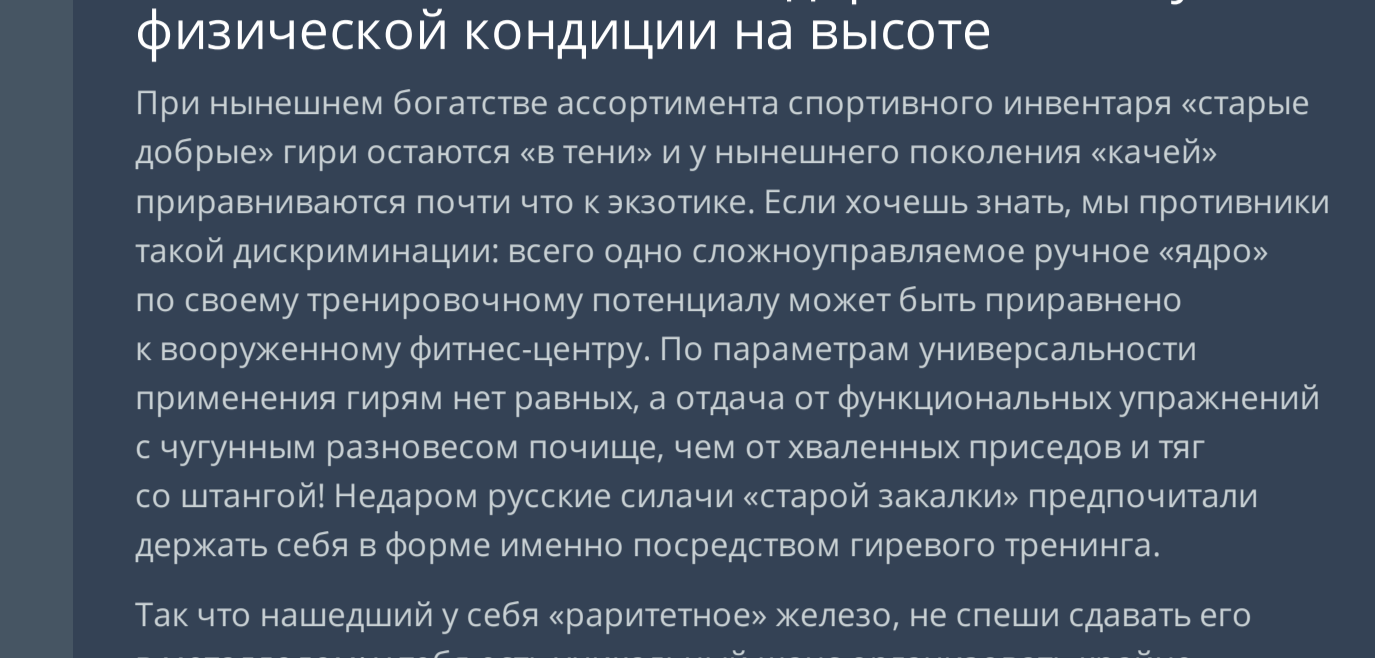 физической кондиции на высоте
При нынешнем богатстве ассортимента спортивного инвентаря «старые
добрые» гири остаются «в тени» и у нынешнего поколения «качей»
приравниваются почти что к экзотике. Если хочешь знать, мы противники
такой дискриминации: всего одно сложноуправляемое ручное «ядро»
по своему тренировочному потенциалу может быть приравнено
к вооруженному фитнес-центру. По параметрам универсальности
применения гирям нет равных, а отдача от функциональных упражнений
с чугунным разновесом почище, чем от хваленных приседов и тяг
со штангой! Недаром русские силачи «старой закалки» предпочитали
держать себя в форме именно посредством гиревого тренинга.
Так что нашедший у себя «раритетное» железо, не спеши сдавать его